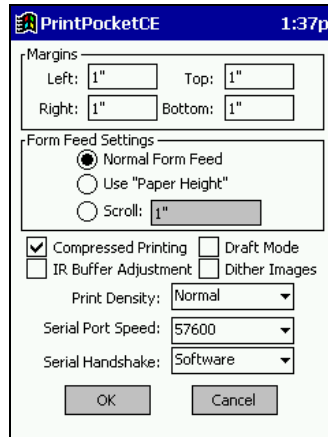 PrintPocketCE 1:37p
Margins
Left: 1" Top: 1"
Right: 1" Bottom: 1"
Form Feed Settings
Normal Form Feed
Use "Paper Height"
Scroll: 1"
Compressed Printing Draft Mode
IR Buffer Adjustment Dither Images
Print Density: Normal
Serial Port Speed: 57600
Serial Handshake: Software
OK Cancel